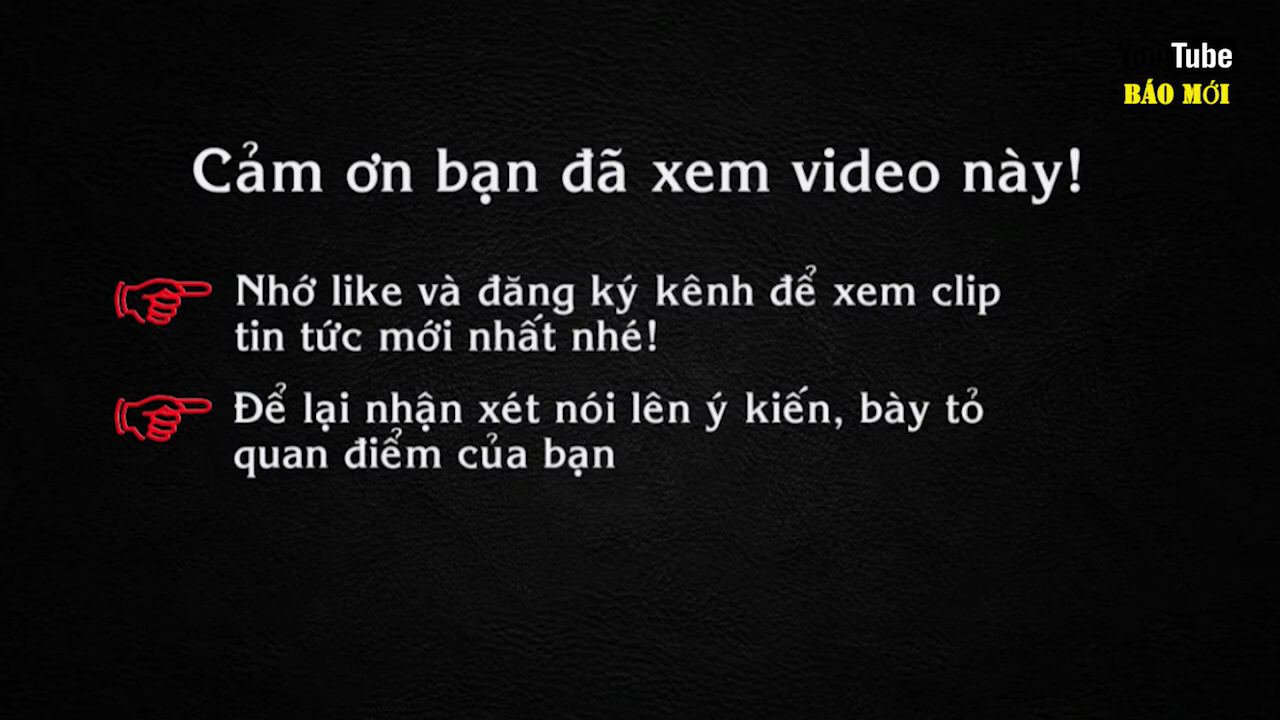 YouTube
BÁO MỚI
Cảm ơn bạn đã xem video này!
Nhớ like và đăng ký kênh để xem clip
tin tức mới nhất nhé!
Để lại nhận xét nói lên ý kiến, bày tỏ
quan điểm của bạn